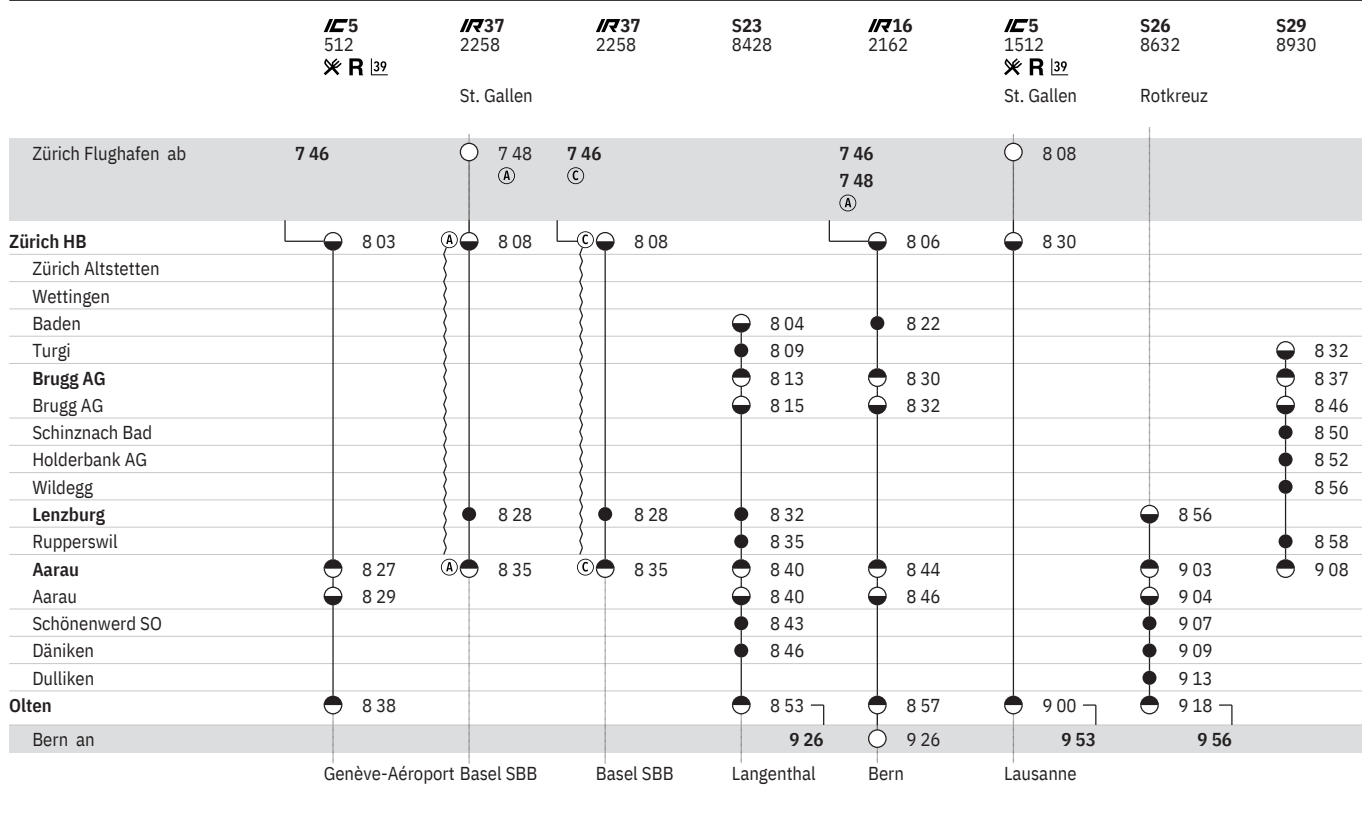 IC5 IR37 IR37 S23 IR16 IC5 S26 S29
512 2258 2258 8428 2162 1512 8632 8930
R 39 R 39
St. Gallen St. Gallen Rotkreuz
Zürich Flughafen ab 7 46 7 48 7 46 7 46 8 08
A C 7 48
A
Zürich HB 8 03 A 8 08 C 8 08 8 06 8 30
Zürich Altstetten
Wettingen
Baden 8 04 8 22
Turgi 8 09 8 32
Brugg AG 8 13 8 30 8 37
Brugg AG 8 15 8 32 8 46
Schinznach Bad 8 50
Holderbank AG 8 52
Wildegg 8 56
Lenzburg 8 28 8 28 8 32 8 56
Rupperswil 8 35 8 58
Aarau 8 27 A 8 35 C 8 35 8 40 8 44 9 03 9 08
Aarau 8 29 8 40 8 46 9 04
Schönenwerd SO 8 43 9 07
Däniken 8 46 9 09
Dulliken 9 13
Olten 8 38 8 53 8 57 9 00 9 18
Bern an 9 26 9 26 9 53 9 56
Genève-Aéroport Basel SBB Basel SBB Langenthal Bern Lausanne